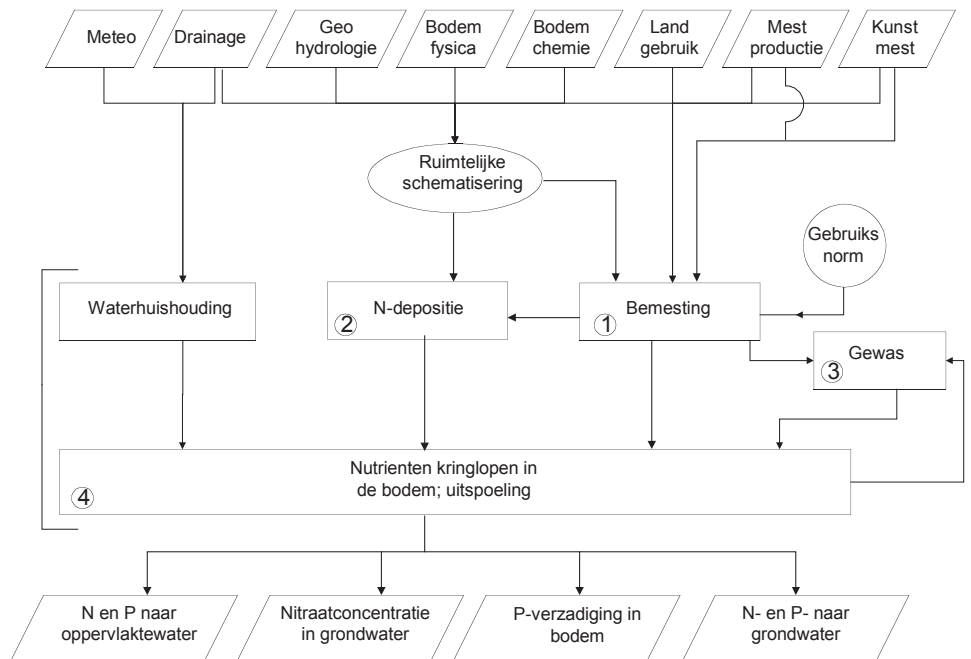 Meteo
Drainage
Geo
hydrologie
Bodem
fysica
Bodem
chemie
Land
gebruik
Mest
productie
Kunst
mest
Ruimtelijke
schematisering
Gebruiks
norm
Waterhuishouding
N-depositie
2
Bemesting
1
Gewas
3
Nutrienten kringlopen in
de bodem; uitspoeling
4
N en P naar
oppervlaktewater
Nitraatconcentratie
in grondwater
P-verzadiging in
bodem
N- en P- naar
grondwater